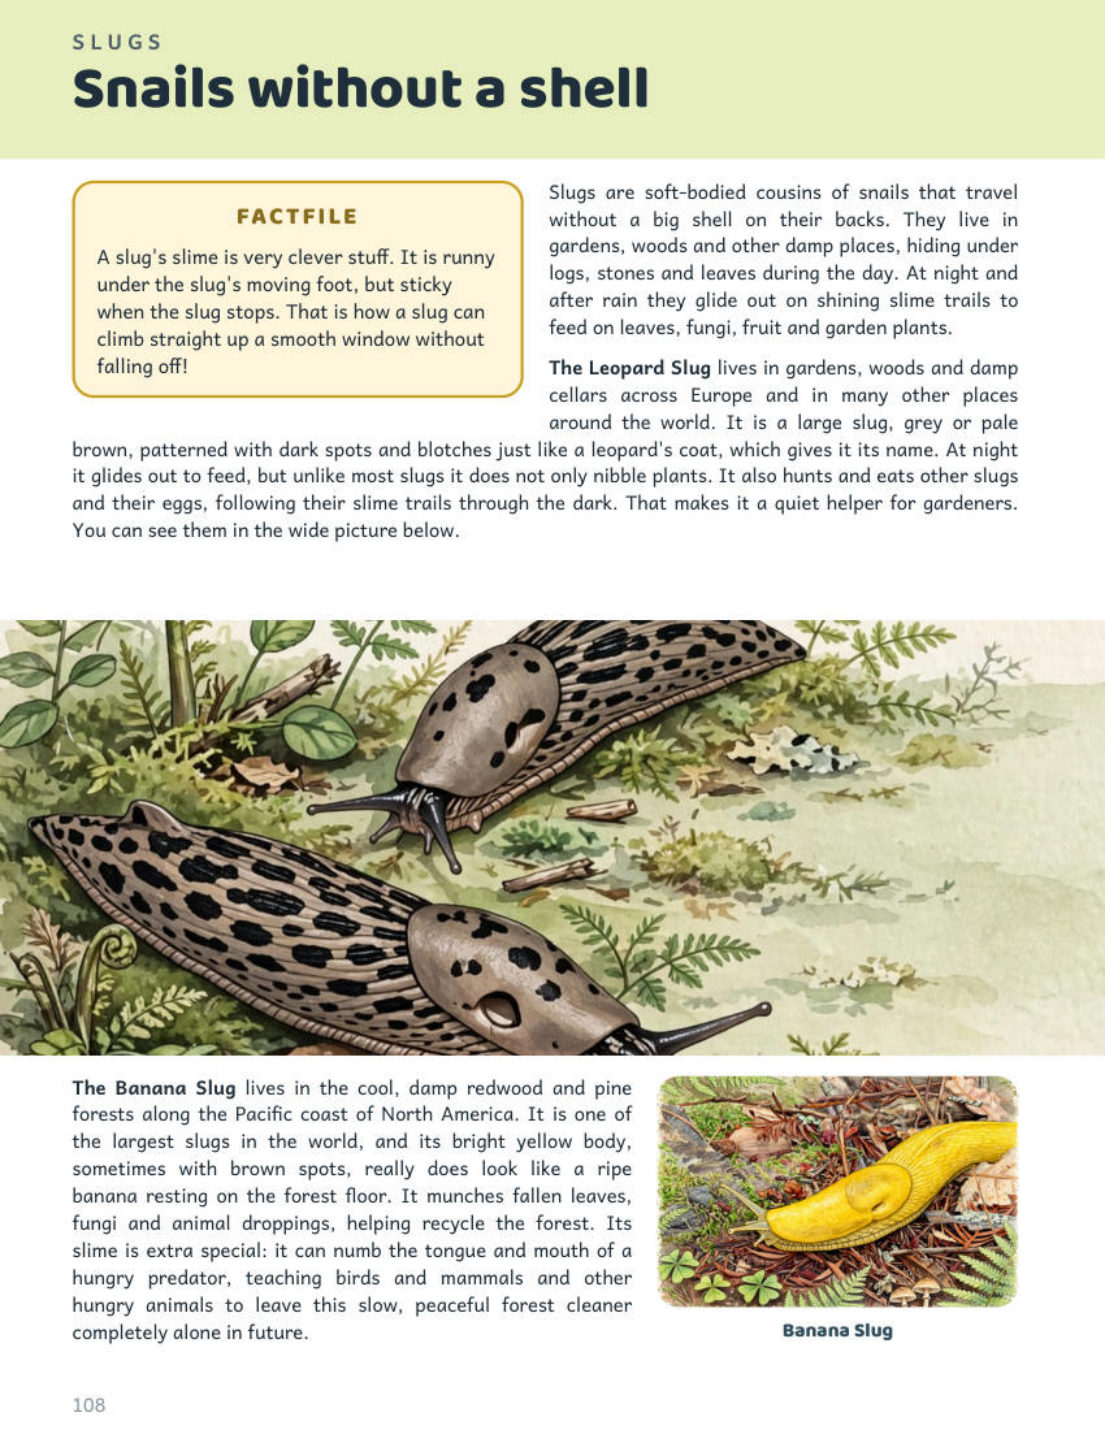 SLUGS
Snails without a shell
FACTFILE
A slug's slime is very clever stuff. It is runny
under the slug's moving foot, but sticky
when the slug stops. That is how a slug can
climb straight up a smooth window without
falling off!
Slugs are soft-bodied cousins of snails that travel
without a big shell on their backs. They live in
gardens, woods and other damp places, hiding under
logs, stones and leaves during the day. At night and
after rain they glide out on shining slime trails to
feed on leaves, fungi, fruit and garden plants.
The Leopard Slug lives in gardens, woods and damp
cellars across Europe and in many other places
around the world. It is a large slug, grey or pale
brown, patterned with dark spots and blotches just like a leopard's coat, which gives it its name. At night
it glides out to feed, but unlike most slugs it does not only nibble plants. It also hunts and eats other slugs
and their eggs, following their slime trails through the dark. That makes it a quiet helper for gardeners.
You can see them in the wide picture below.
The Banana Slug lives in the cool, damp redwood and pine
forests along the Pacific coast of North America. It is one of
the largest slugs in the world, and its bright yellow body,
sometimes with brown spots, really does look like a ripe
banana resting on the forest floor. It munches fallen leaves,
fungi and animal droppings, helping recycle the forest. Its
slime is extra special: it can numb the tongue and mouth of a
hungry predator, teaching birds and mammals and other
hungry animals to leave this slow, peaceful forest cleaner
completely alone in future.
Banana Slug
108